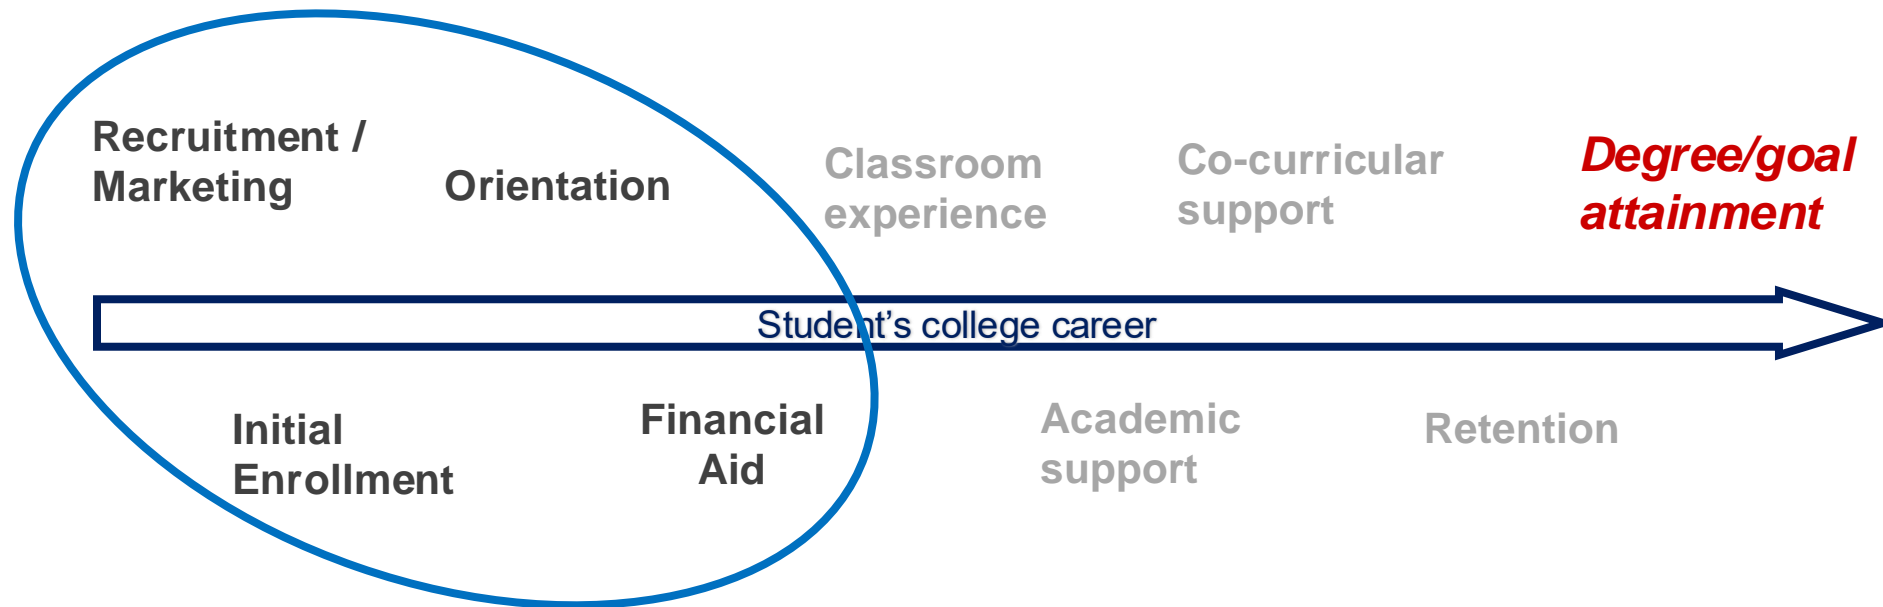 Recruitment /
Marketing
Orientation
Classroom
experience
Co-curricular
support
Degree/goal
attainment
Student’s college career
Initial
Enrollment
Financial
Aid
Academic
support
Retention